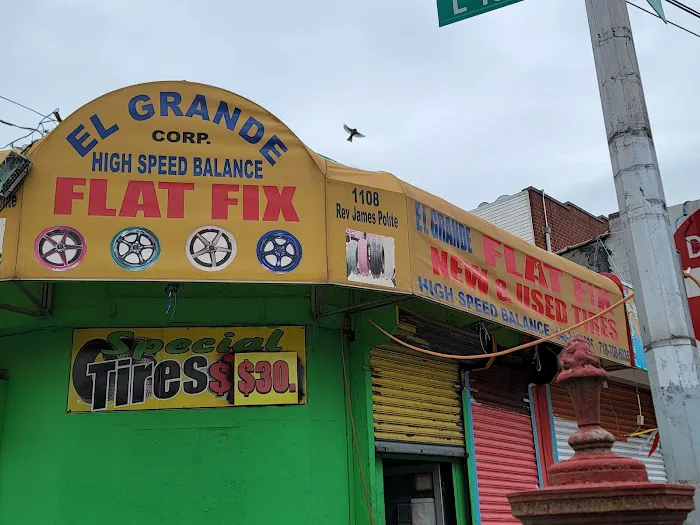 EL GRANDE
CORP.
HIGH SPEED BALANCE
FLAT FIX
1108
Rev James Polite
EL GRANDE
FLAT FIX
NEW & USED TIRES
HIGH SPEED BALANCE
Special
Tires $ $30.
E
D